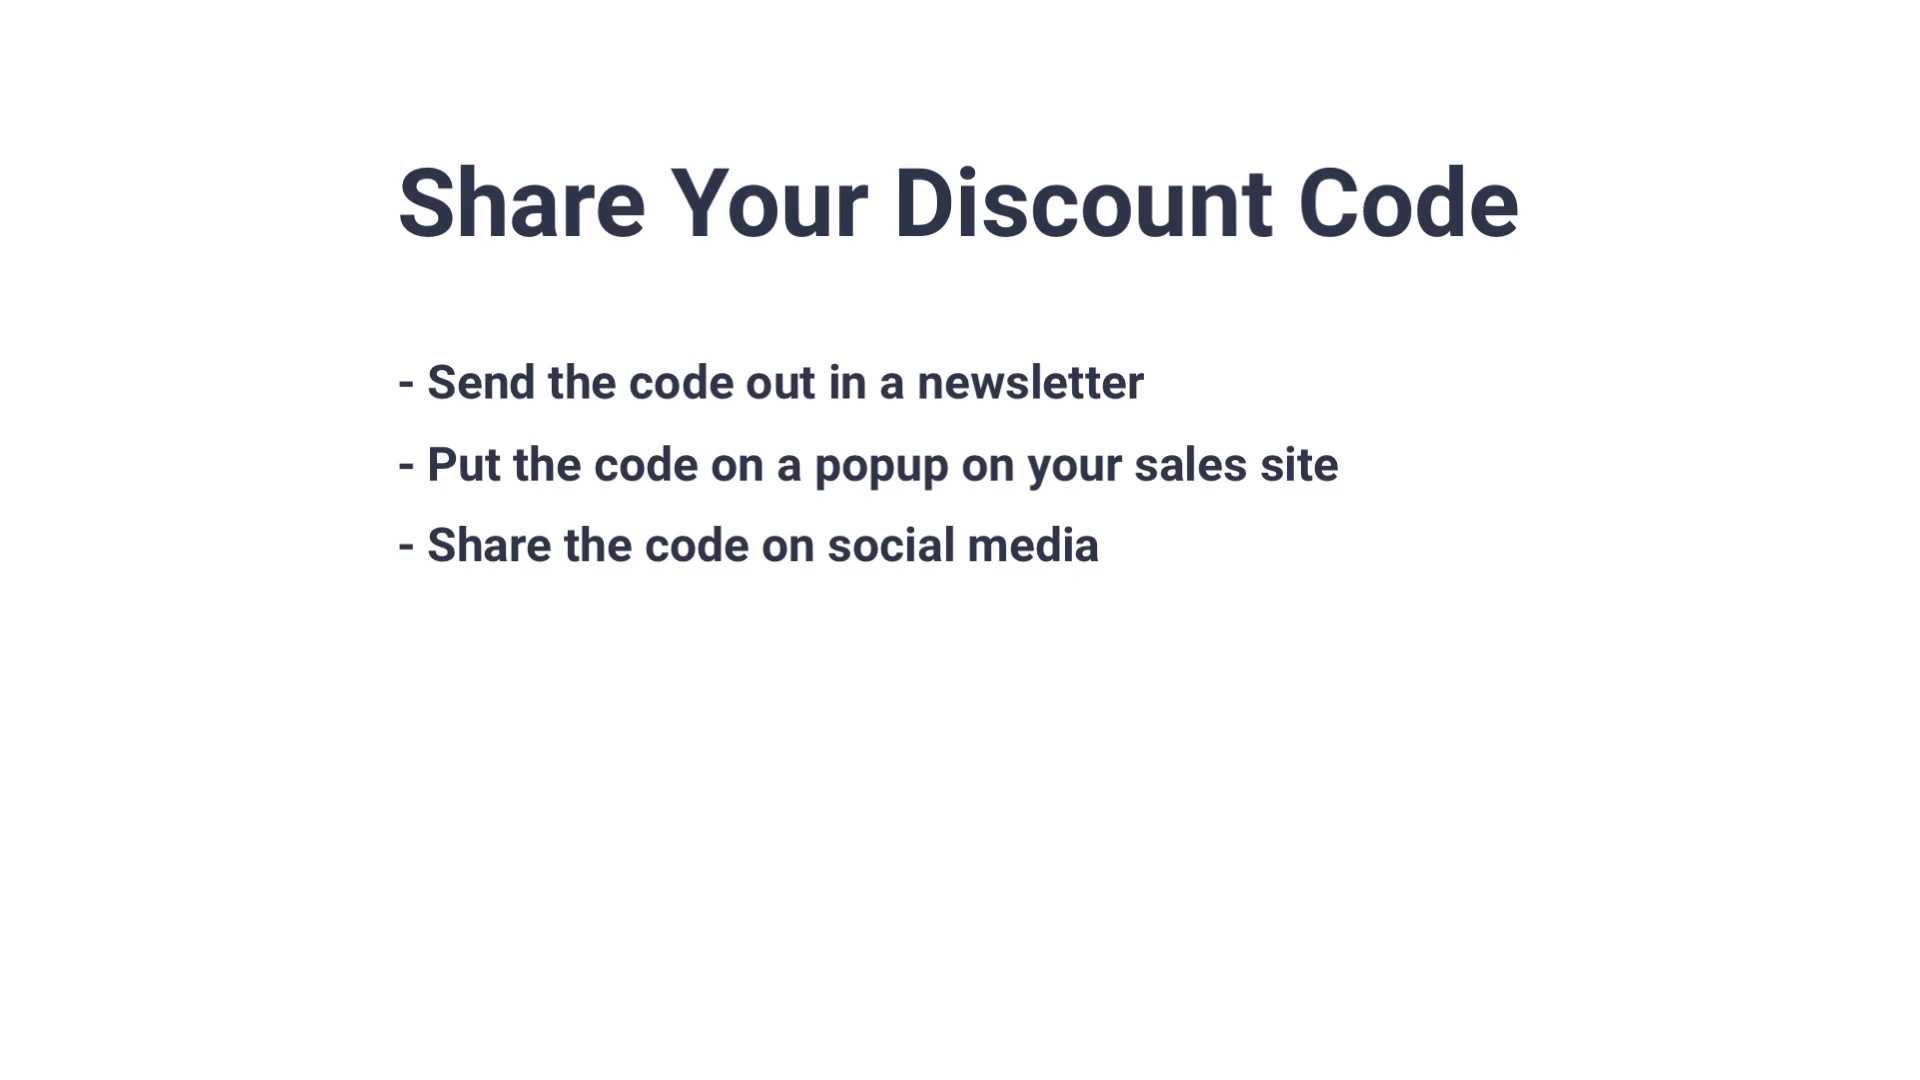 Share Your Discount Code
- Send the code out in a newsletter
- Put the code on a popup on your sales site
- Share the code on social media